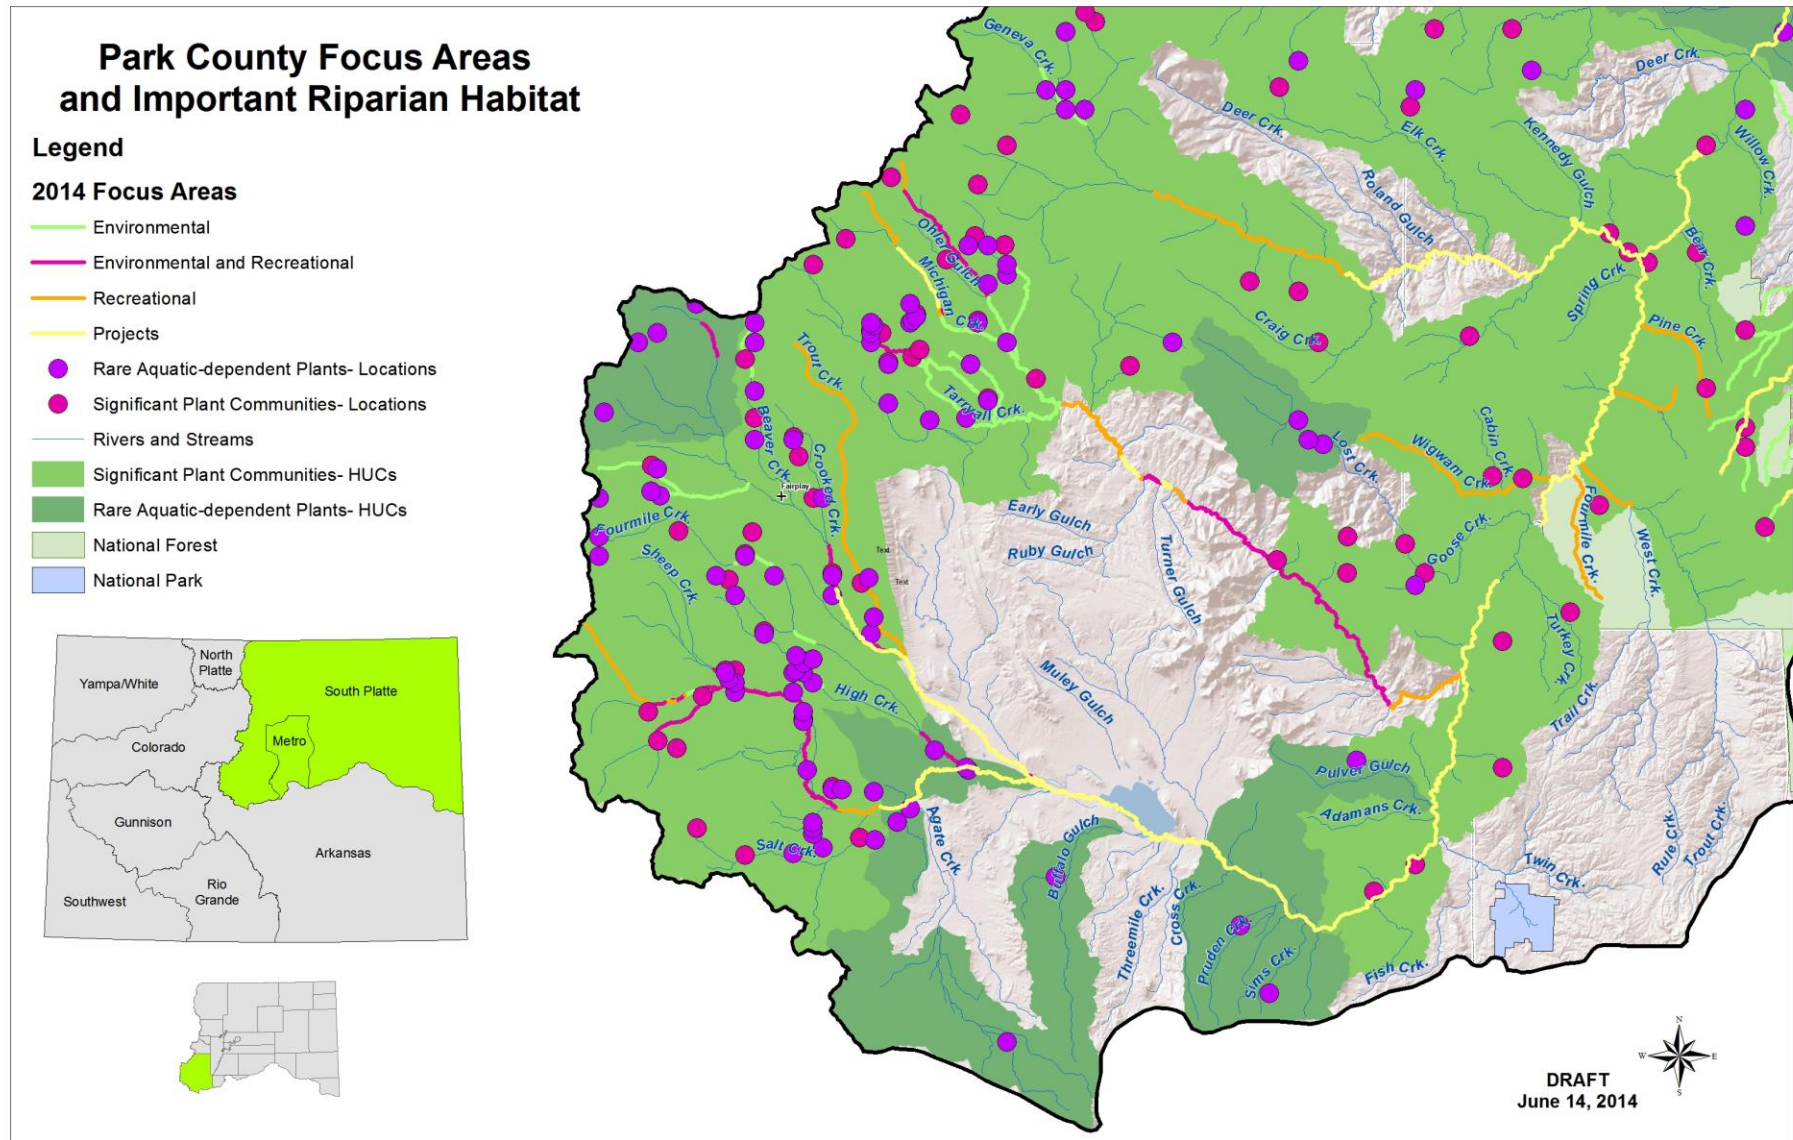 Park County Focus Areas
and Important Riparian Habitat
Legend
2014 Focus Areas
Environmental
Environmental and Recreational
Recreational
Projects
Rare Aquatic-dependent Plants- Locations
Significant Plant Communities- Locations
Rivers and Streams
Significant Plant Communities- HUCs
Rare Aquatic-dependent Plants- HUCs
National Forest
National Park
Yampa/White
North
Platte
South Platte
Metro
Colorado
Gunnison
Arkansas
Southwest
Rio
Grande
Geneva Crk.
Deer Crk.
Deer Crk.
Elk Crk.
Kennedy Gulch
Willow Crk.
Roland Gulch
Ohler Gulch
Michigan Crk.
Bear Crk.
Spring Crk.
Pine Crk.
Craig Crk.
Trout Crk.
Tarryall Crk.
Beaver Crk.
Crooked Crk.
Fairplay
Lost Crk.
Wigwam Crk.
Cabin Crk.
Fourmile Crk.
Early Gulch
Ruby Gulch
Turner Gulch
Goose Crk.
Fourmile Crk.
West Crk.
Text
Text
Sheep Crk.
Turkey Crk.
Muley Gulch
High Crk.
Trail Crk.
Pulver Gulch
Adamans Crk.
Agate Crk
Buffalo Gulch
Salt Crk.
Twin Crk.
Rule Crk.
Trout Crk.
Threemile Crk.
Cross Crk.
Pruden Crk.
Sims Crk.
Fish Crk.
N
W
E
S
DRAFT
June 14, 2014